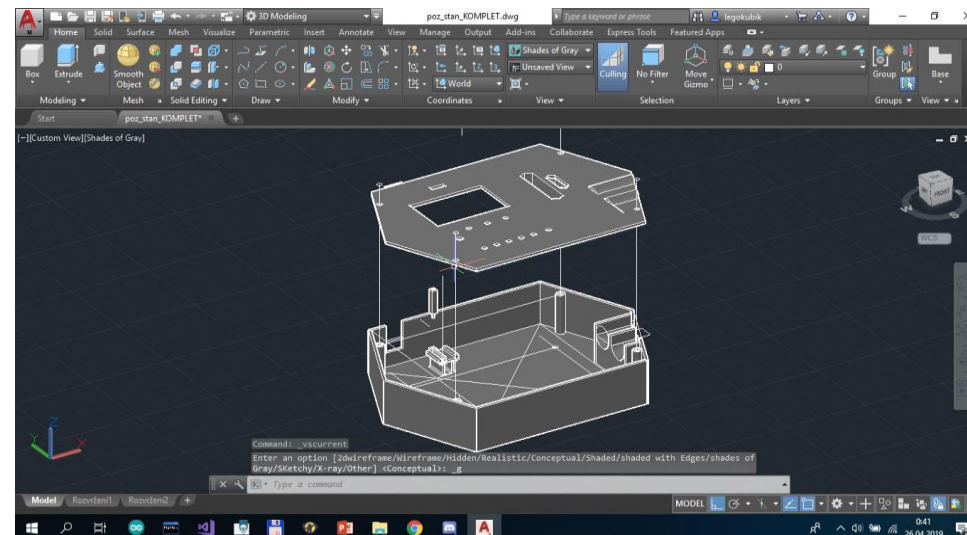 3D Modeling poz_stan_KOMPLET.dwg Type a keyword or phrase legokubik
Home Solid Surface Mesh Visualize Parametric Insert Annotate View Manage Output Add-ins Collaborate Express Tools Featured Apps
Shades of Gray
Unsaved View
World
0
Box Extrude Smooth Object Culling No Filter Move Gizmo Group Base
Modeling Mesh Solid Editing Draw Modify Coordinates View Selection Layers Groups View
Start poz_stan_KOMPLET*
[−][Custom View][Shades of Gray]
FRONT
W
WCS
Z
Y
X
Command: _vscurrent
Enter an option [2dwireframe/Wireframe/Hidden/Realistic/Conceptual/Shaded/shaded with Edges/shades of
Gray/SKetchy/X-ray/Other] <Conceptual>: _g
Type a command
Model Rozvržení1 Rozvržení2 +
MODEL
0:41
26.04.2019